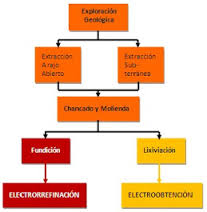 Exploración
Geológica
Extracción
A rajo
Abierto
Extracción
Sub-
terránea
Chancado y Molienda
Fundición
Lixiviación
ELECTRORREFINACIÓN
ELECTROOBTENCIÓN